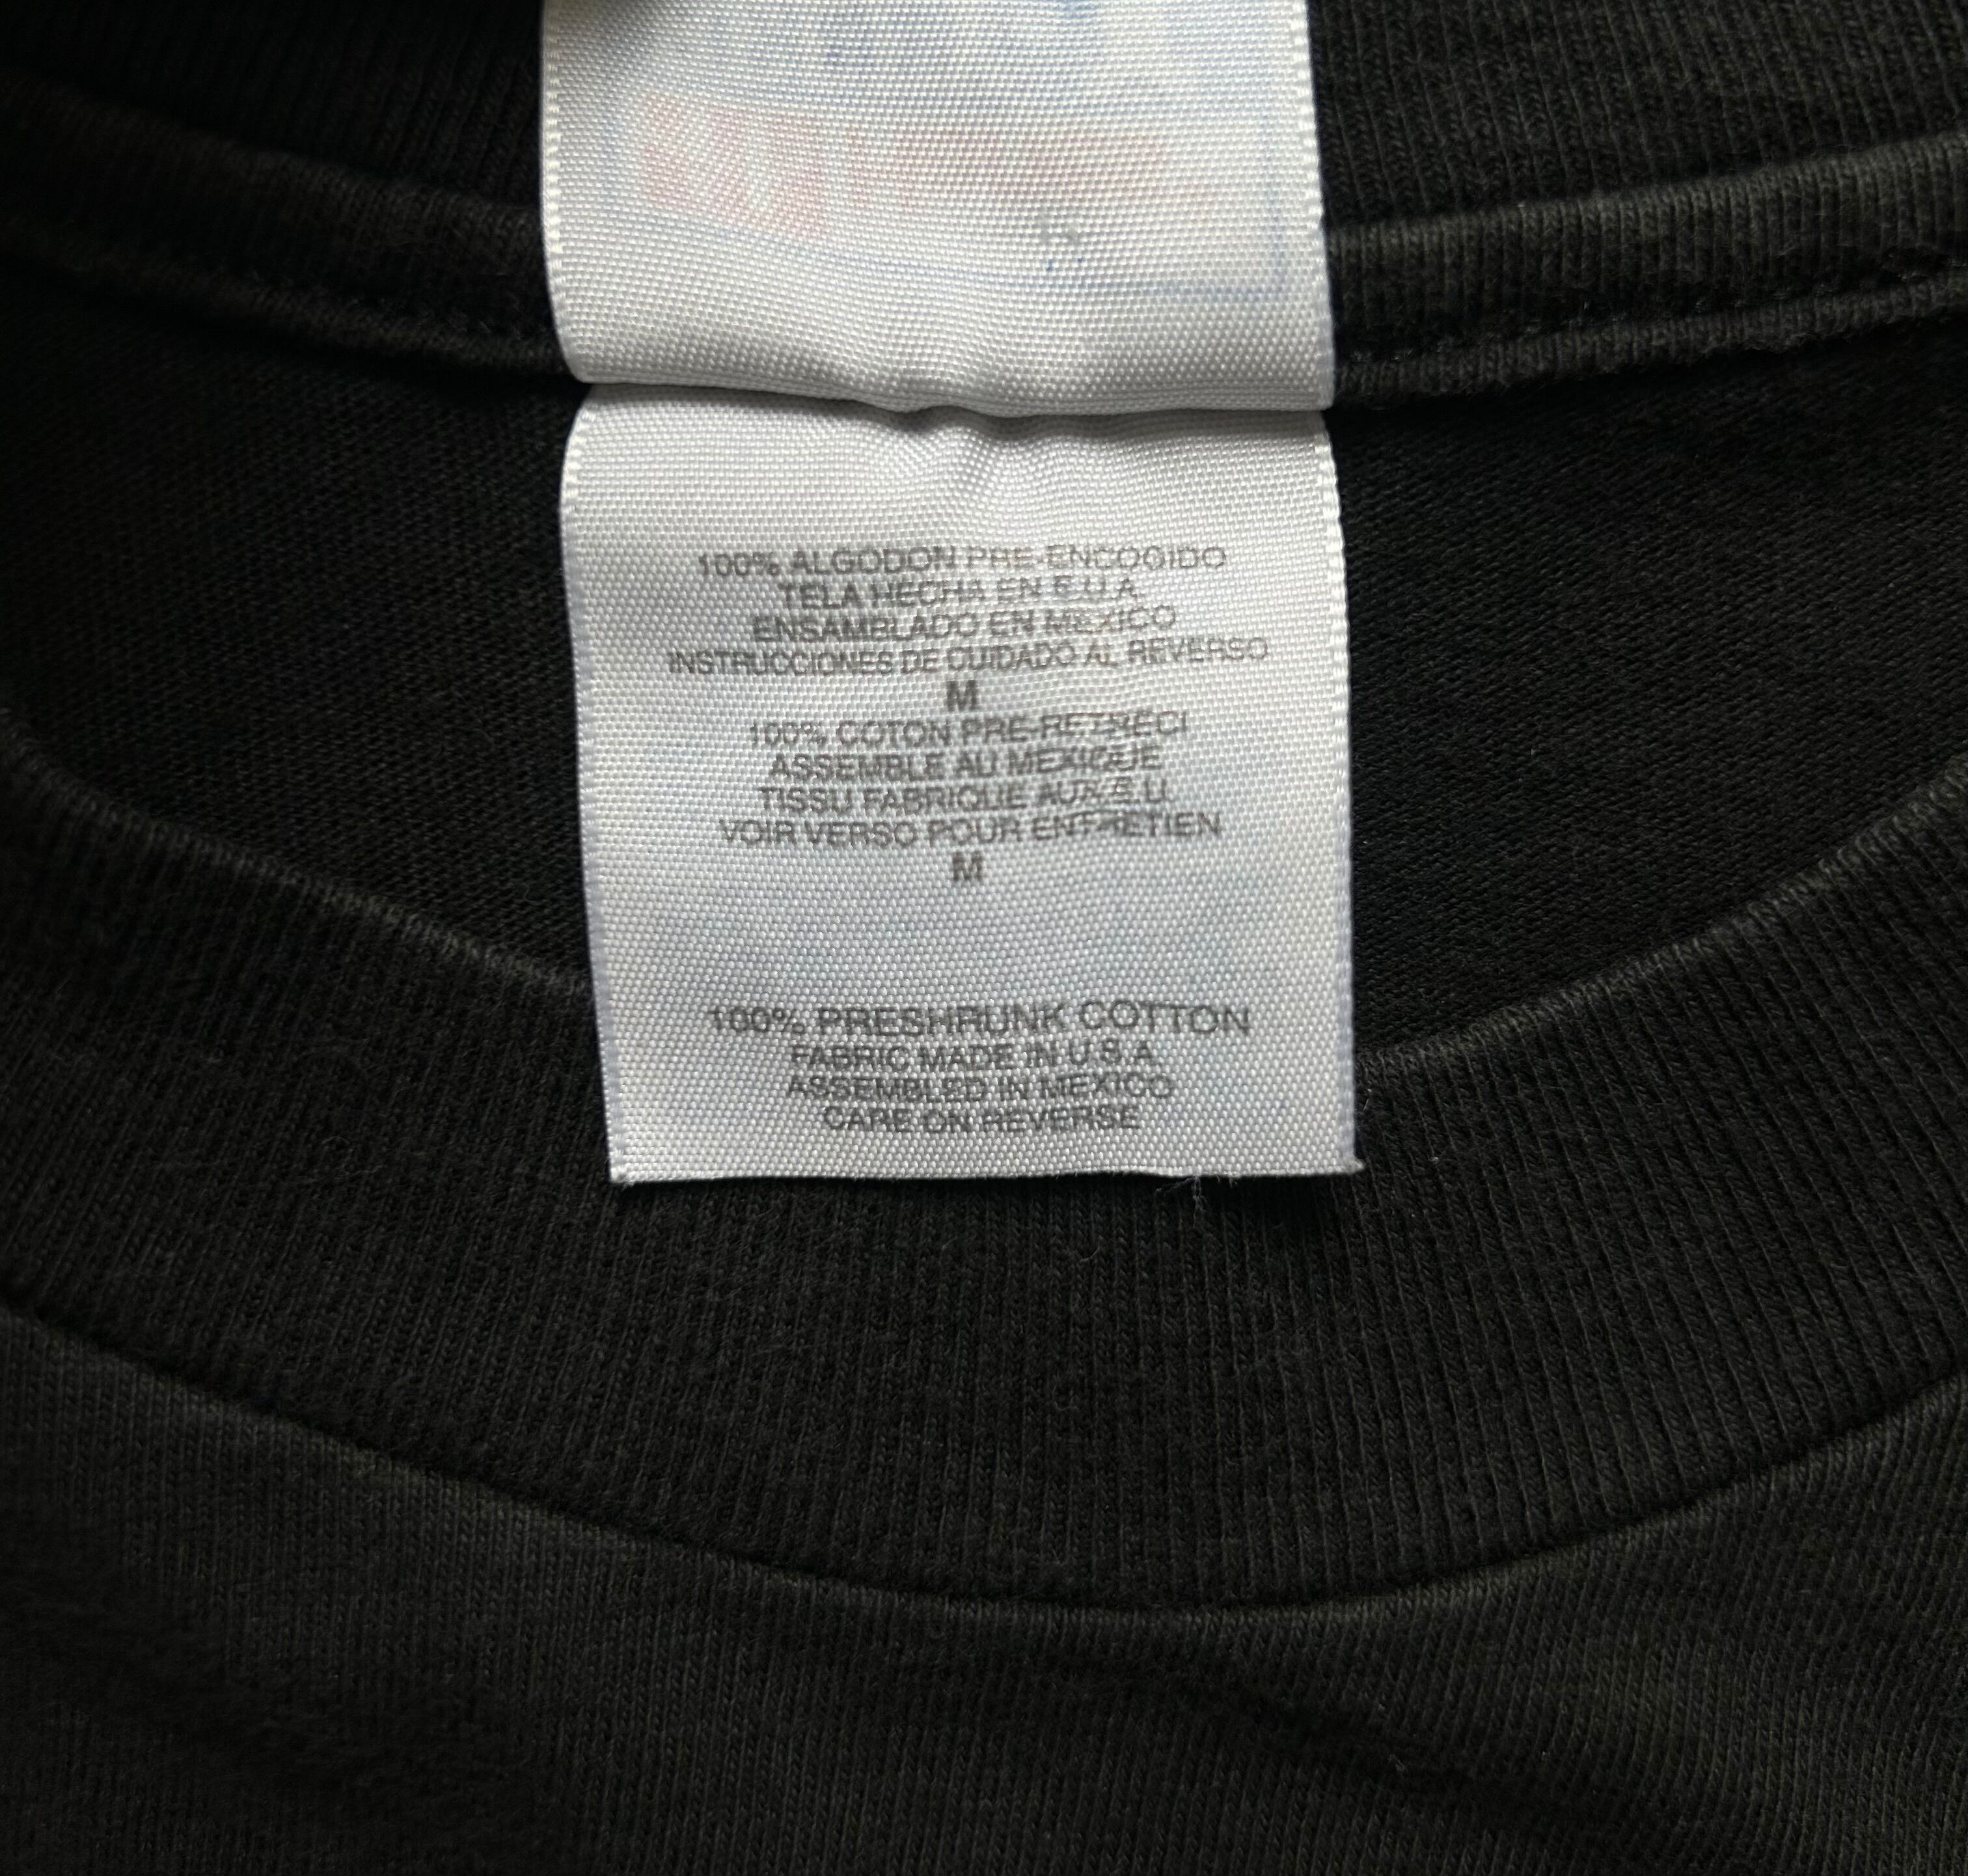 100% ALGODON PRE-ENCOGIDO
TELA HECHA EN E.U.A.
ENSAMBLADO EN MEXICO
INSTRUCCIONES DE CUIDADO AL REVERSO
M
100% COTON PRE-RETRECI
ASSEMBLE AU MEXIQUE
TISSU FABRIQUE AUX E.U.
VOIR VERSO POUR ENTRETIEN
M
100% PRESHRUNK COTTON
FABRIC MADE IN U.S.A.
ASSEMBLED IN MEXICO
CARE ON REVERSE